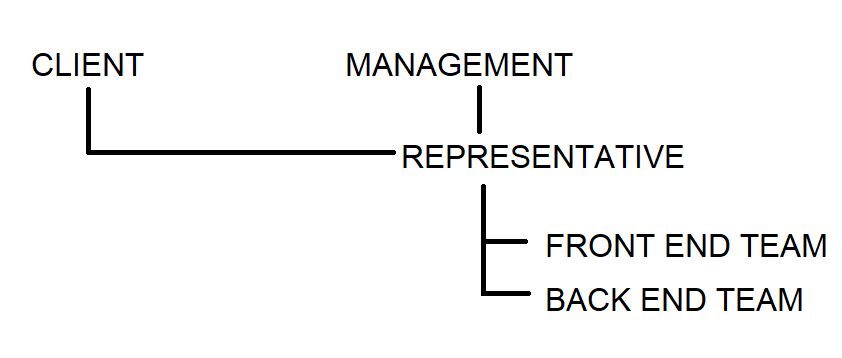 CLIENT
MANAGEMENT
REPRESENTATIVE
FRONT END TEAM
BACK END TEAM